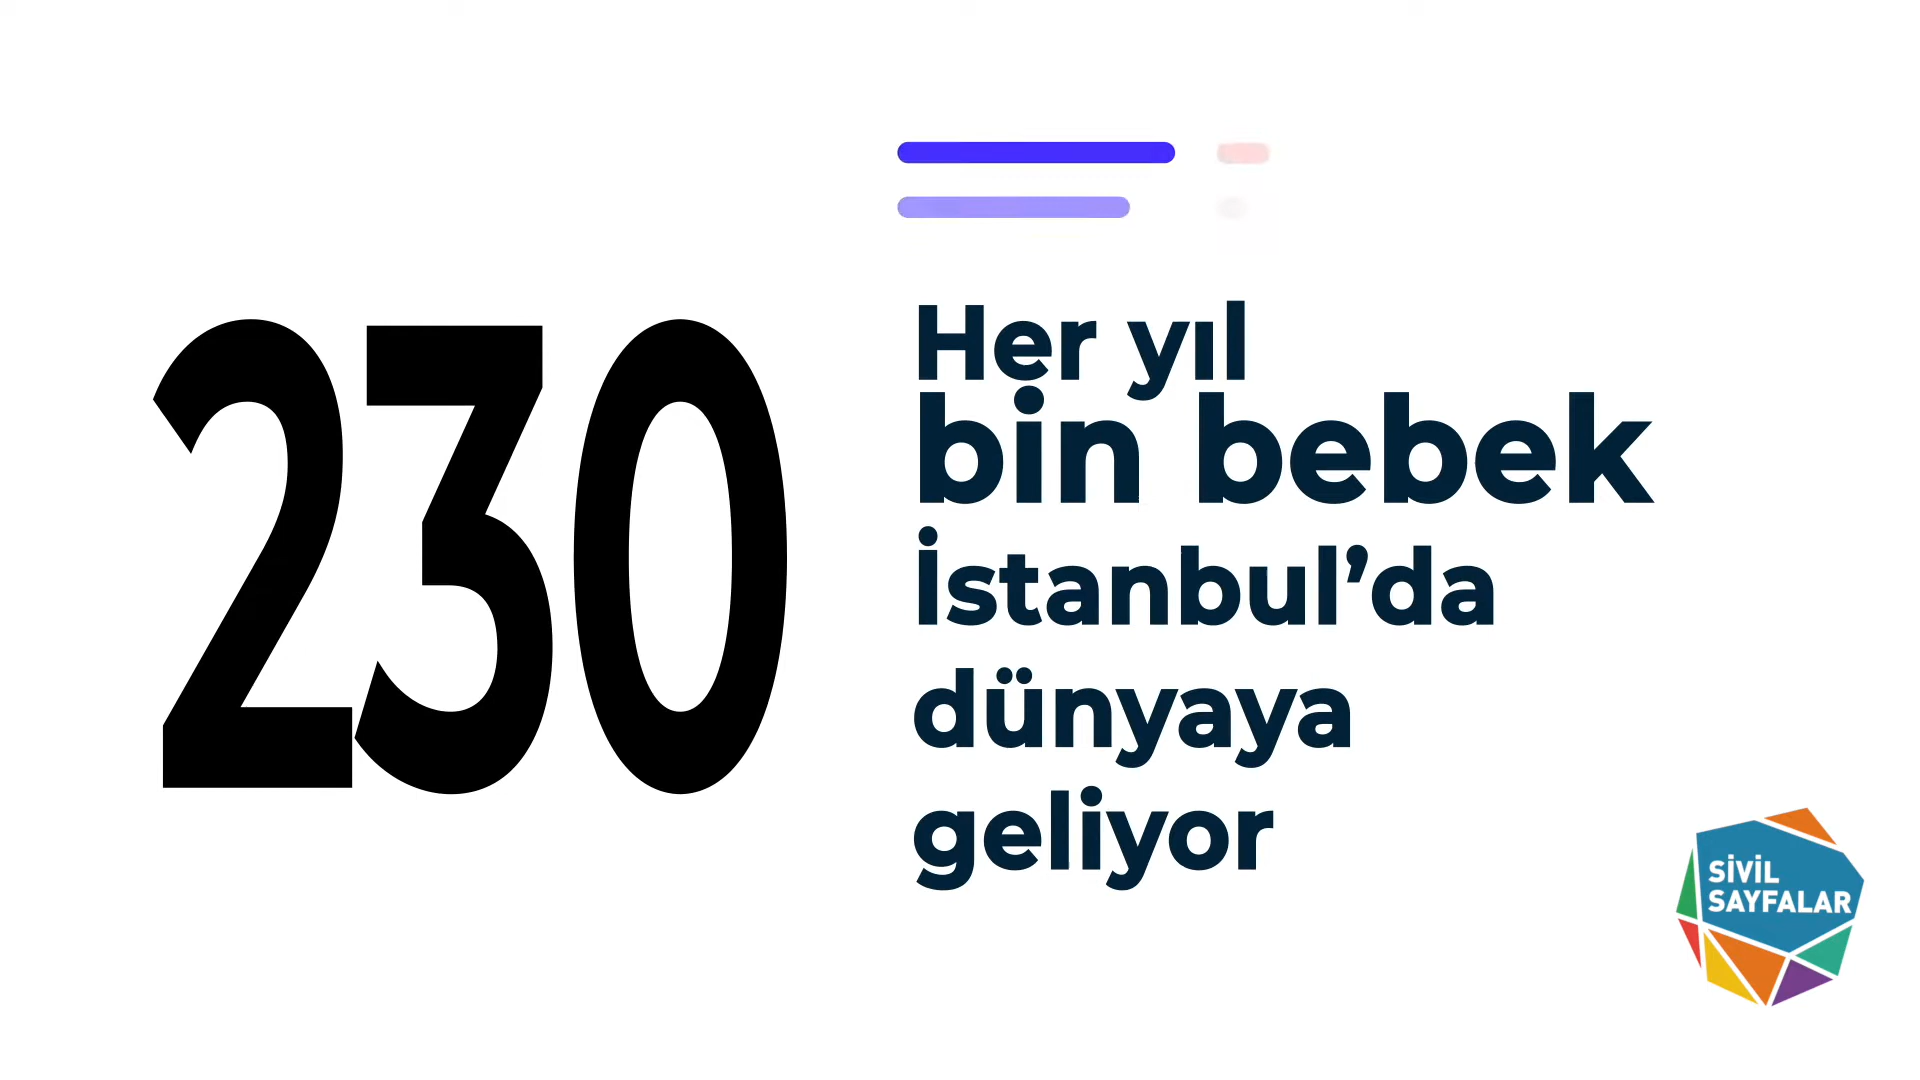 230
Her yıl
bin bebek
İstanbul’da
dünyaya
geliyor
SİVİL
SAYFALAR